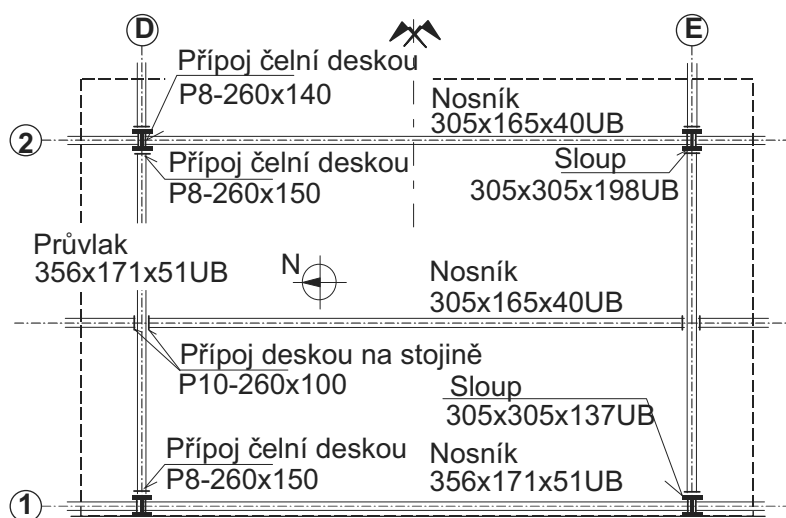 D
E
Přípoj čelní deskou
P8-260x140
Nosník
305x165x40UB
2
Přípoj čelní deskou
P8-260x150
Sloup
305x305x198UB
Průvlak
356x171x51UB
N
Nosník
305x165x40UB
Přípoj deskou na stojině
P10-260x100
Sloup
305x305x137UB
Přípoj čelní deskou
P8-260x150
Nosník
356x171x51UB
1